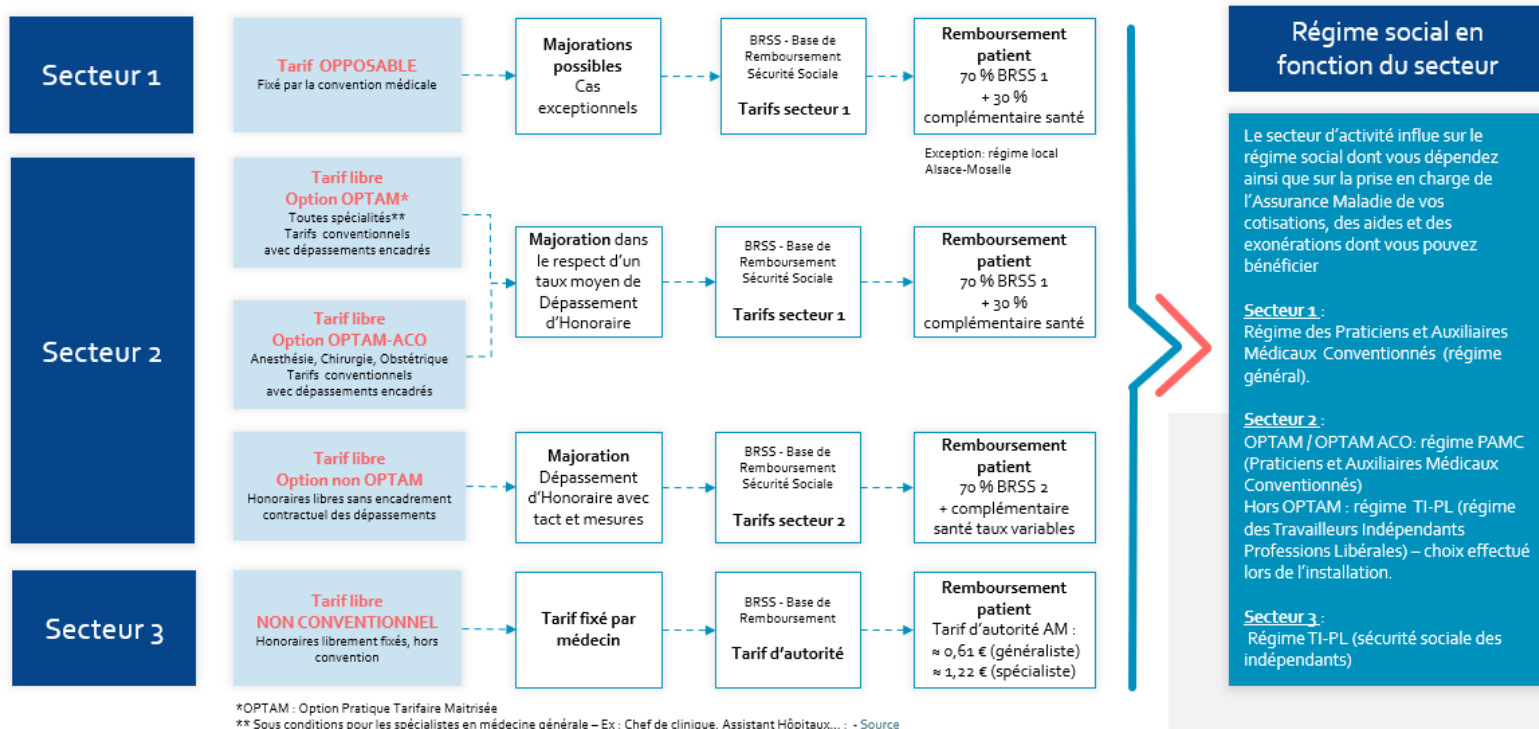 Secteur 1
Tarif OPPOSABLE
Fixé par la convention médicale
Majorations
possibles
Cas
exceptionnels
BRSS - Base de
Remboursement
Sécurité Sociale
Tarifs secteur 1
Remboursement
patient
70 % BRSS 1
+ 30 %
complémentaire santé
Exception: régime local
Alsace-Moselle
Secteur 2
Tarif libre
Option OPTAM*
Toutes spécialités**
Tarifs conventionnels
avec dépassements encadrés
Tarif libre
Option OPTAM-ACO
Anesthésie, Chirurgie, Obstétrique
Tarifs conventionnels
avec dépassements encadrés
Majoration dans
le respect d'un
taux moyen de
Dépassement
d'Honoraire
BRSS - Base de
Remboursement
Sécurité Sociale
Tarifs secteur 1
Remboursement
patient
70 % BRSS 1
+ 30 %
complémentaire santé
Tarif libre
Option non OPTAM
Honoraires libres sans encadrement
contractuel des dépassements
Majoration
Dépassement
d'Honoraire avec
tact et mesures
BRSS - Base de
Remboursement
Sécurité Sociale
Tarifs secteur 2
Remboursement
patient
70 % BRSS 2
+ complémentaire
santé taux variables
Secteur 3
Tarif libre
NON CONVENTIONNEL
Honoraires librement fixés, hors
convention
Tarif fixé par
médecin
BRSS - Base de
Remboursement
Tarif d'autorité
Remboursement
patient
Tarif d'autorité AM :
≈ 0,61 € (généraliste)
≈ 1,22 € (spécialiste)
*OPTAM : Option Pratique Tarifaire Maitrisée
** Sous conditions pour les spécialistes en médecine générale – Ex : Chef de clinique, Assistant Hôpitaux... : - Source
Régime social en
fonction du secteur
Le secteur d'activité influe sur le
régime social dont vous dépendez
ainsi que sur la prise en charge de
l'Assurance Maladie de vos
cotisations, des aides et des
exonérations dont vous pouvez
bénéficier
Secteur 1 :
Régime des Praticiens et Auxiliaires
Médicaux Conventionnés (régime
général).
Secteur 2 :
OPTAM / OPTAM ACO: régime PAMC
(Praticiens et Auxiliaires Médicaux
Conventionnés)
Hors OPTAM : régime TI-PL (régime
des Travailleurs Indépendants
Professions Libérales) – choix effectué
lors de l'installation.
Secteur 3 :
Régime TI-PL (sécurité sociale des
indépendants)